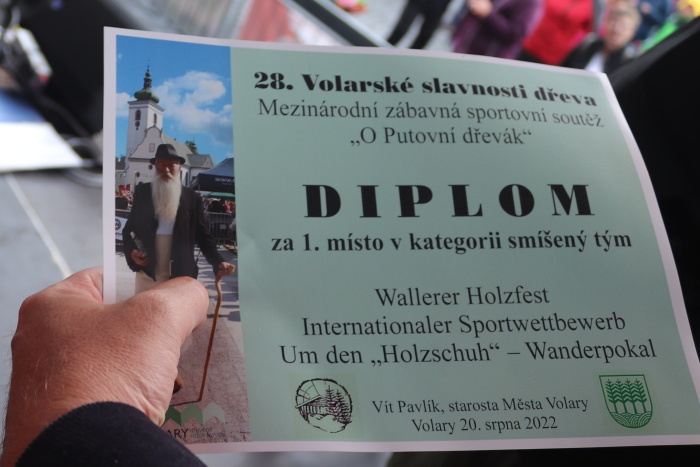 28. Volarské slavnosti dřeva
Mezinárodní zábavná sportovní soutěž
„O Putovní dřevák“
DIPLOM
za 1. místo v kategorii smíšený tým
Wallerer Holzfest
Internationaler Sportwettbewerb
Um den „Holzschuh“ – Wanderpokal
Vít Pavlík, starosta Města Volary
Volary 20. srpna 2022